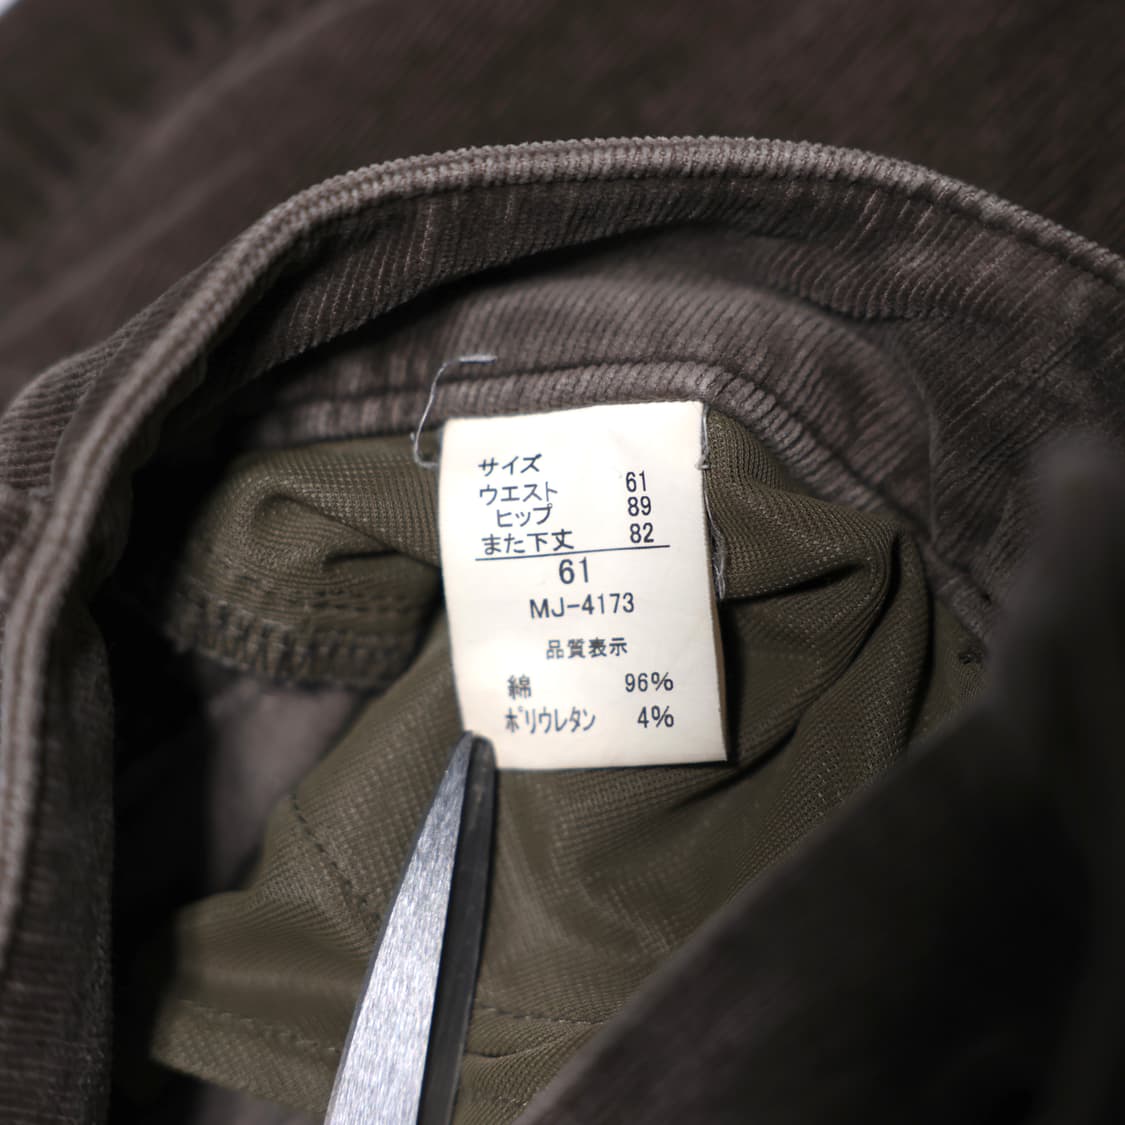 サイズ
ウエスト 61
ヒップ 89
また下丈 82
61
MJ-4173
品質表示
綿 96%
ポリウレタン 4%